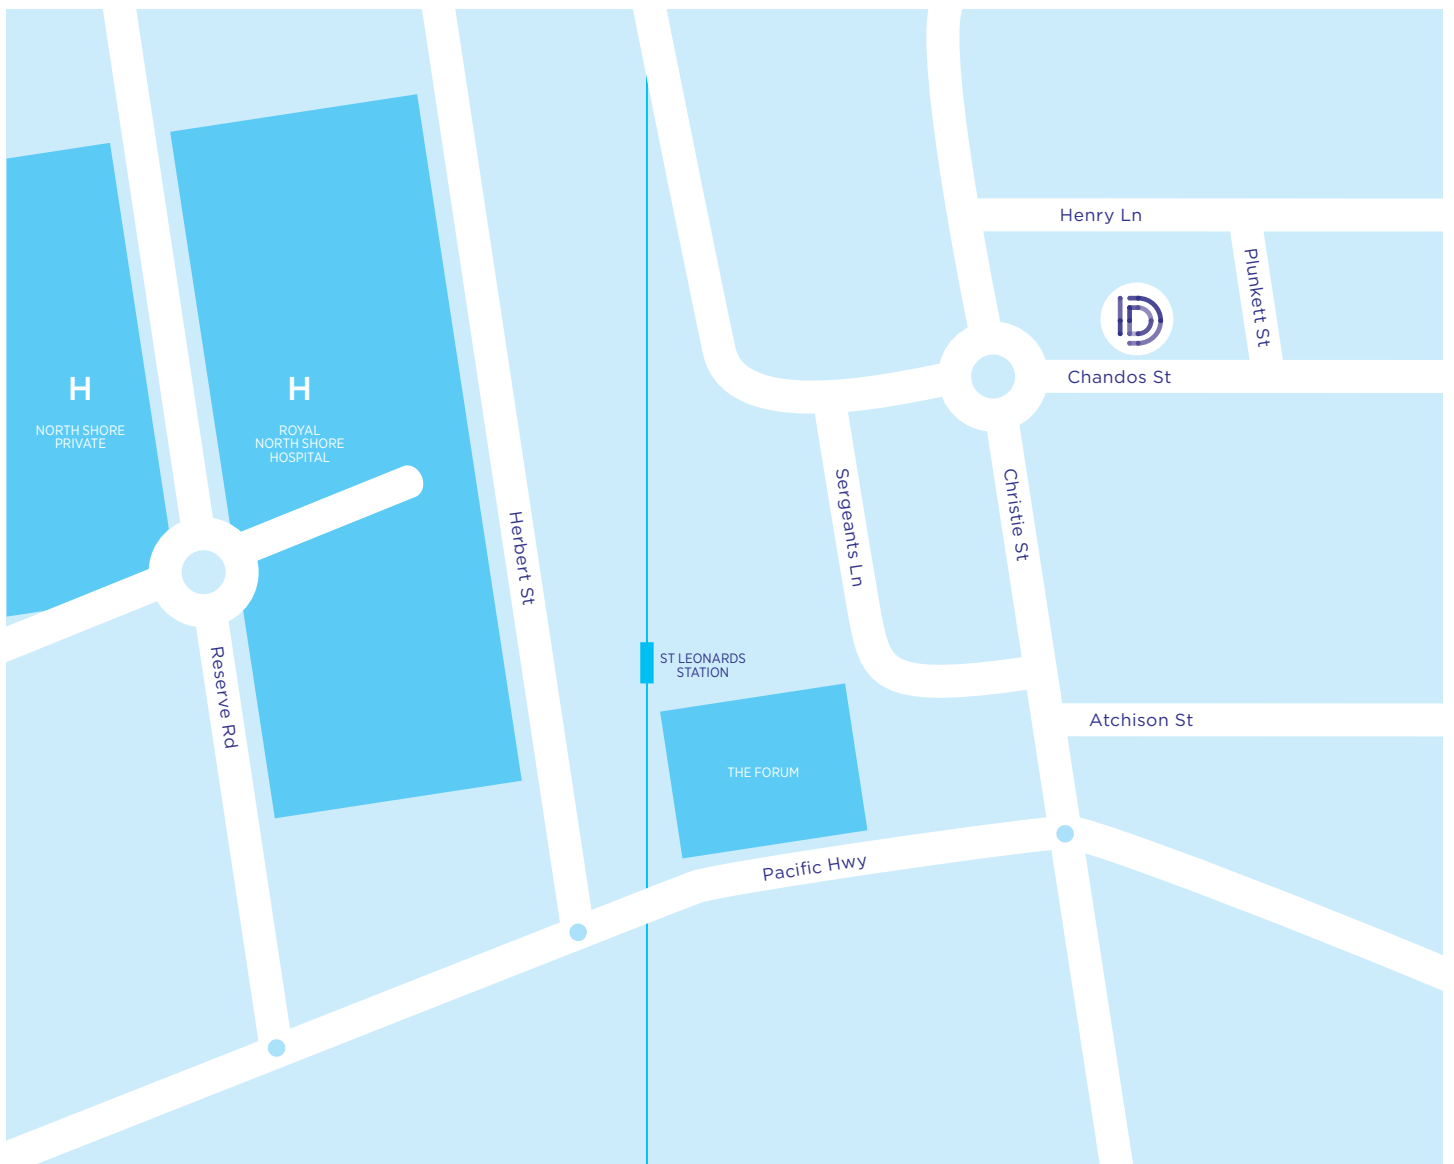 Henry Ln
Plunkett St
Chandos St
H
NORTH SHORE
PRIVATE
H
ROYAL
NORTH SHORE
HOSPITAL
Sergeants Ln
Christie St
Herbert St
Reserve Rd
ST LEONARDS
STATION
Atchison St
THE FORUM
Pacific Hwy